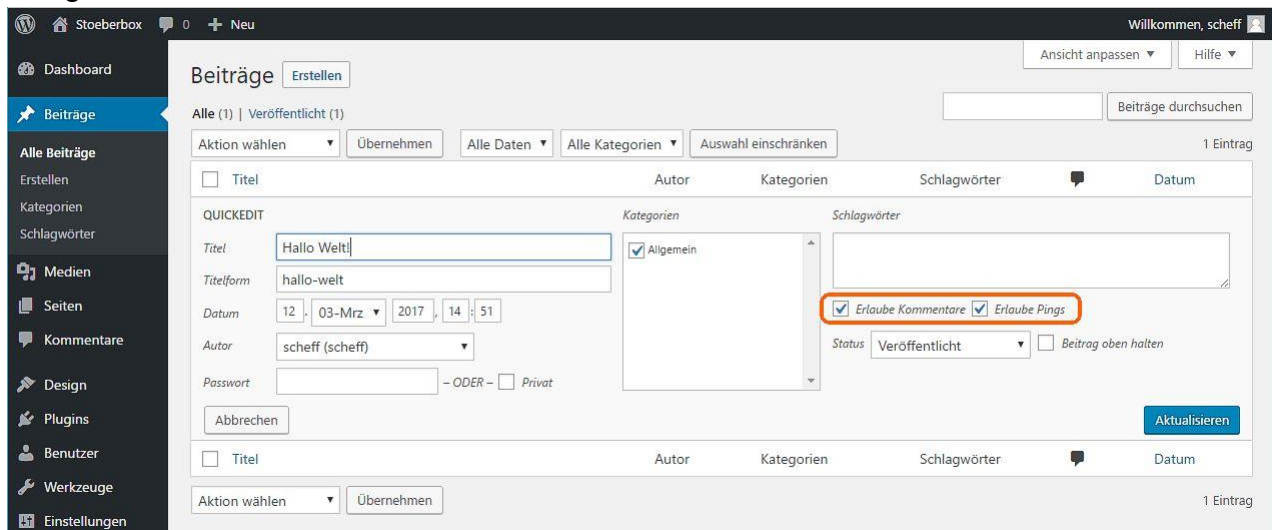 Stoeberbox 0 Neu Willkommen, scheff
Ansicht anpassen ▼ Hilfe ▼
Dashboard
Beiträge
Alle Beiträge
Erstellen
Kategorien
Schlagwörter
Medien
Seiten
Kommentare
Design
Plugins
Benutzer
Werkzeuge
Einstellungen
Beiträge Erstellen
Alle (1) | Veröffentlicht (1)
Beiträge durchsuchen
Aktion wählen ▼ Übernehmen Alle Daten ▼ Alle Kategorien ▼ Auswahl einschränken 1 Eintrag
Titel Autor Kategorien Schlagwörter Datum
QUICKEDIT Kategorien Schlagwörter
Titel Hallo Welt! Allgemein
Titelform hallo-welt
Datum 12 . 03-Mrz ▼ 2017 , 14 : 51 Erlaube Kommentare Erlaube Pings
Autor scheff (scheff) ▼ Status Veröffentlicht ▼ Beitrag oben halten
Passwort – ODER – Privat
Abbrechen Aktualisieren
Titel Autor Kategorien Schlagwörter Datum
Aktion wählen ▼ Übernehmen 1 Eintrag